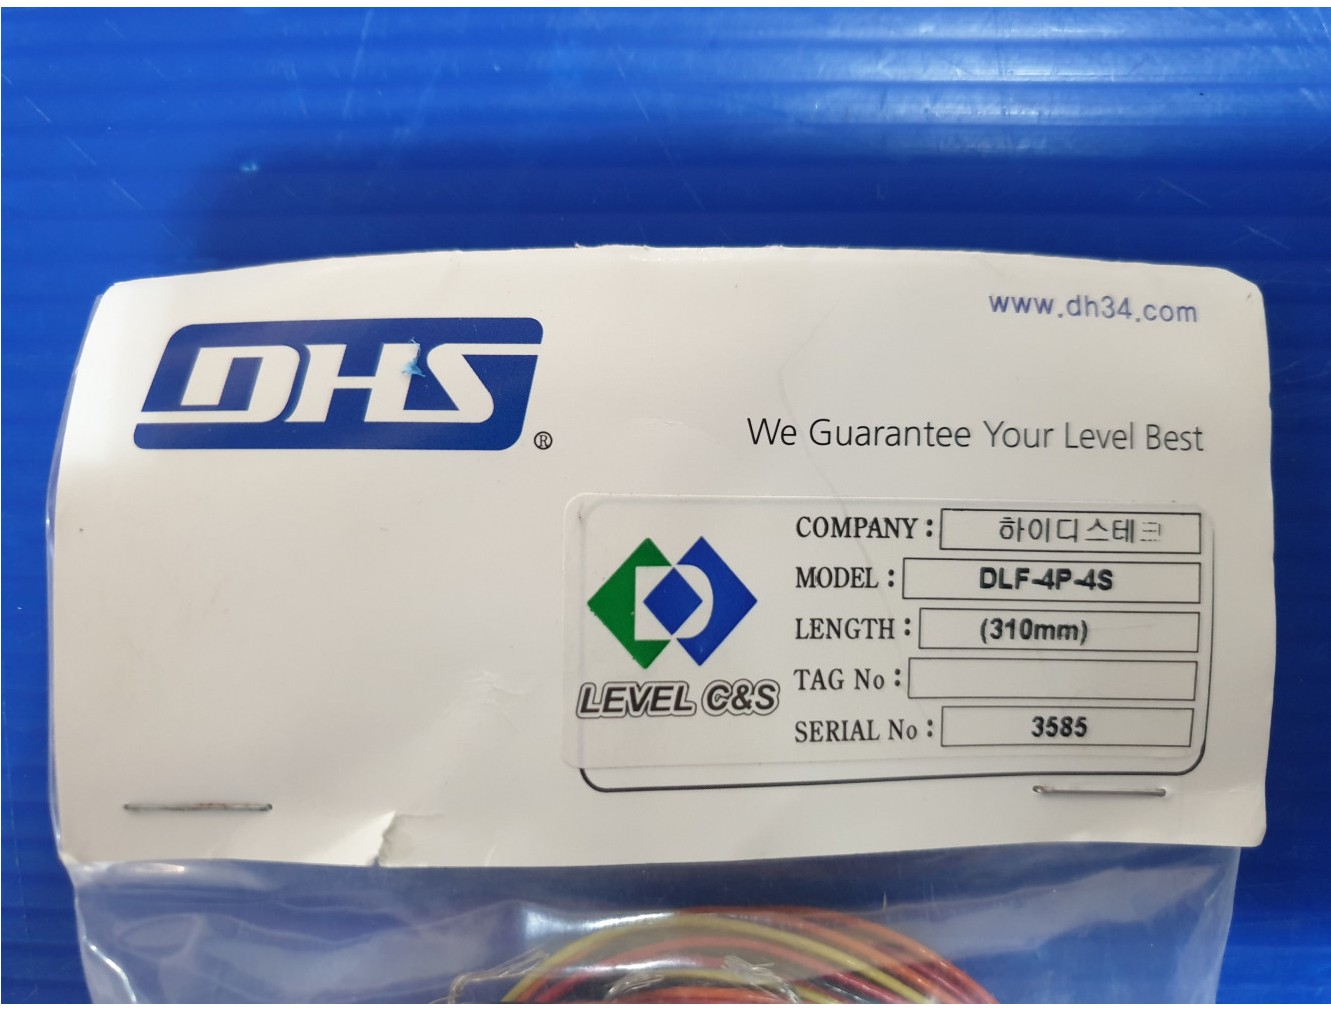 DHS®
www.dh34.com
We Guarantee Your Level Best
COMPANY : 하이디스테크
MODEL : DLF-4P-4S
LENGTH : (310mm)
TAG No :
SERIAL No : 3585
LEVEL C&S